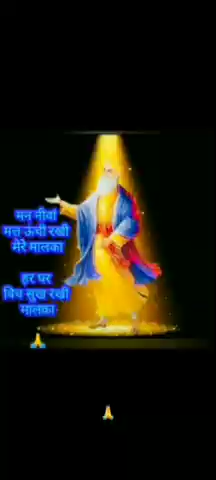 मन नीवां
मत्त ऊंची रखी
मेरे मालका
हर घर
विच सुख रखीं
मालका
🙏
🙏